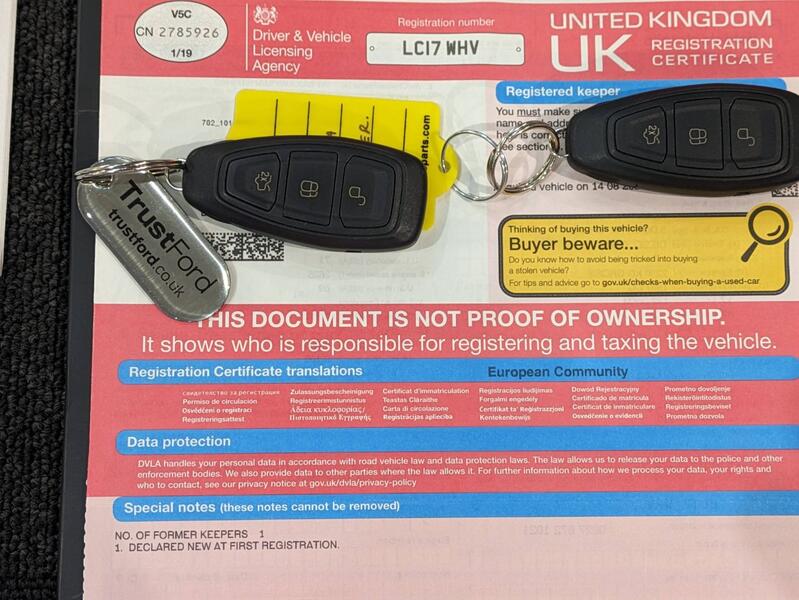 V5C
CN 2785926
1/19
Driver & Vehicle
Licensing
Agency
Registration number
LC17 WHV
UNITED KINGDOM
UK REGISTRATION
CERTIFICATE
Registered keeper
You must make
702_101
parts.com
vehicle on 14 08
TrustFord
trustford.co.uk
Thinking of buying this vehicle?
Buyer beware...
Do you know how to avoid being tricked into buying
a stolen vehicle?
For tips and advice go to gov.uk/checks-when-buying-a-used-car
THIS DOCUMENT IS NOT PROOF OF OWNERSHIP.
It shows who is responsible for registering and taxing the vehicle.
Registration Certificate translations
European Community
свидетелство за регистрация
Permiso de circulación
Osvědčení o registraci
Registreringsattest
Zulassungsbescheinigung
Registreerimistunnistus
Άδεια κυκλοφορίας/
Πιστοποιητικό Εγγραφής
Certificat d'immatriculation
Teastas Cláraithe
Carta di circolazione
Reģistrācijas apliecība
Registracijos liudijimas
Forgalmi engedély
Ċertifikat ta' Reġistrazzjoni
Kentekenbewijs
Dowód Rejestracyjny
Certificado de matrícula
Certificat de inmatriculare
Osvedčenie o evidencii
Prometno dovoljenje
Rekisteröintitodistus
Registreringsbeviset
Prometna dozvola
Data protection
DVLA handles your personal data in accordance with road vehicle law and data protection laws. The law allows us to release your data to the police and other
enforcement bodies. We also provide data to other parties where the law allows it. For further information about how we process your data, your rights and
who to contact, see our privacy notice at gov.uk/dvla/privacy-policy
Special notes (these notes cannot be removed)
NO. OF FORMER KEEPERS 1
1. DECLARED NEW AT FIRST REGISTRATION.